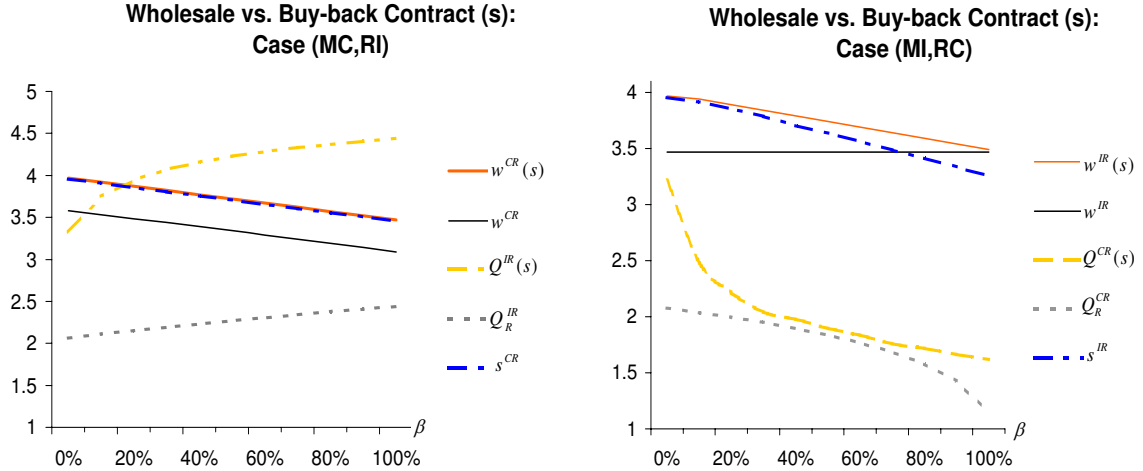 Wholesale vs. Buy-back Contract (s):
Case (MC,RI)
5
4.5
4
3.5
3
2.5
2
1.5
1
0%
20%
40%
60%
80%
100%
β
w^{CR}(s)
w^{CR}
Q^{IR}(s)
Q_R^{IR}
s^{CR}
Wholesale vs. Buy-back Contract (s):
Case (MI,RC)
4
3.5
3
2.5
2
1.5
1
0%
20%
40%
60%
80%
100%
β
w^{IR}(s)
w^{IR}
Q^{CR}(s)
Q_R^{CR}
s^{IR}